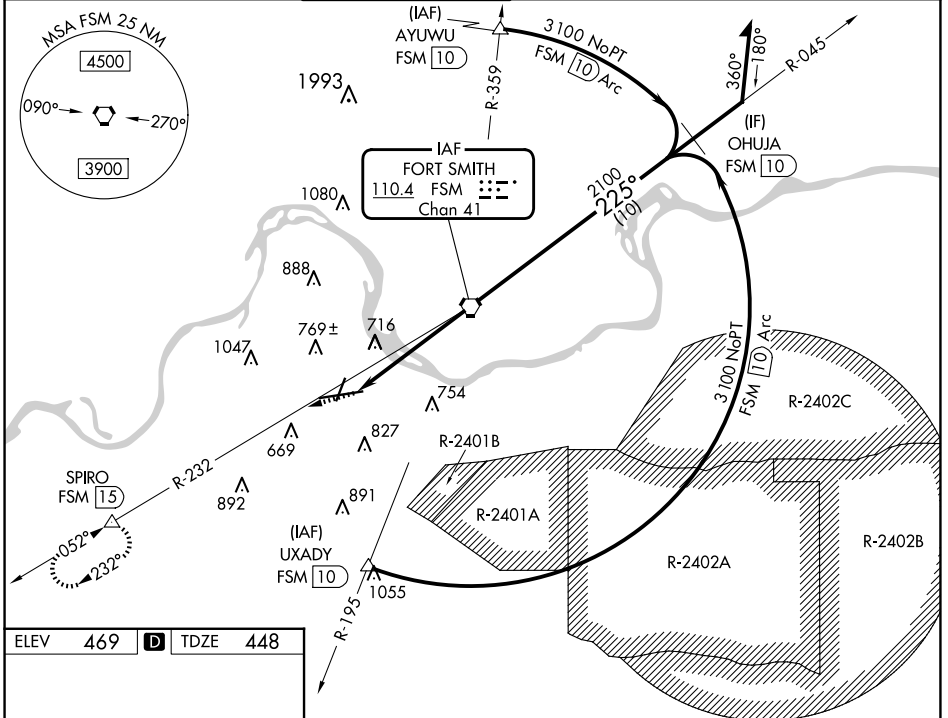 MSA FSM 25 NM
4500
090°
270°
3900
(IAF)
AYUWU
FSM 10
R-359
3100 NoPT
FSM 10 Arc
360°
180°
R-045
(IF)
OHUJA
FSM 10
1993
IAF
FORT SMITH
110.4 FSM
Chan 41
1080
2100
225°
(10)
888
769±
716
1047
754
3100 NoPT
FSM 10 Arc
R-2402C
827
669
R-2401B
R-232
SPIRO
FSM 15
892
891
R-2401A
R-2402B
052°
232°
(IAF)
UXADY
FSM 10
1055
R-2402A
R-195
ELEV 469 D TDZE 448